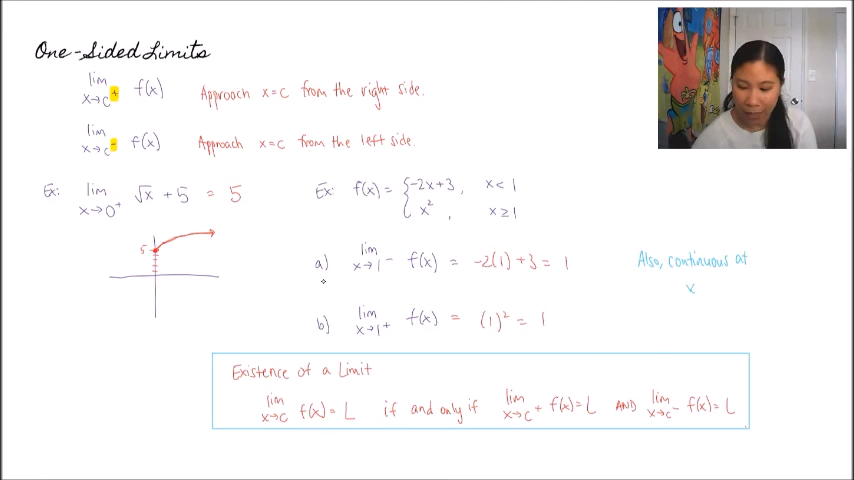 One-Sided Limits
lim x→c⁺ f(x) Approach x=c from the right side.
lim x→c⁻ f(x) Approach x=c from the left side.
Ex: lim x→0⁺ √x + 5 = 5
5
Ex: f(x) = { -2x+3, x < 1
x², x ≥ 1
a) lim x→1⁻ f(x) = -2(1)+3 = 1
Also, continuous at
x
b) lim x→1⁺ f(x) = (1)² = 1
Existence of a Limit
lim x→c f(x) = L if and only if lim x→c⁺ f(x) = L AND lim x→c⁻ f(x) = L